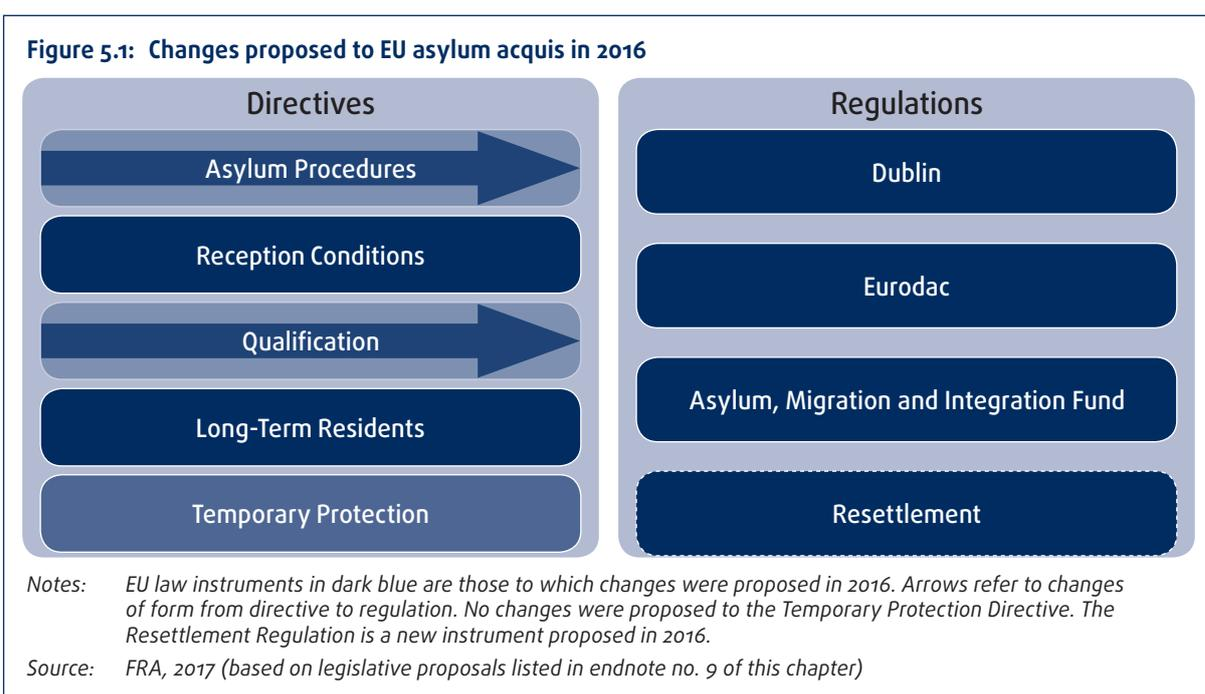 Figure 5.1: Changes proposed to EU asylum acquis in 2016
Directives
Asylum Procedures
Reception Conditions
Qualification
Long-Term Residents
Temporary Protection
Regulations
Dublin
Eurodac
Asylum, Migration and Integration Fund
Resettlement
Notes: EU law instruments in dark blue are those to which changes were proposed in 2016. Arrows refer to changes
of form from directive to regulation. No changes were proposed to the Temporary Protection Directive. The
Resettlement Regulation is a new instrument proposed in 2016.
Source: FRA, 2017 (based on legislative proposals listed in endnote no. 9 of this chapter)